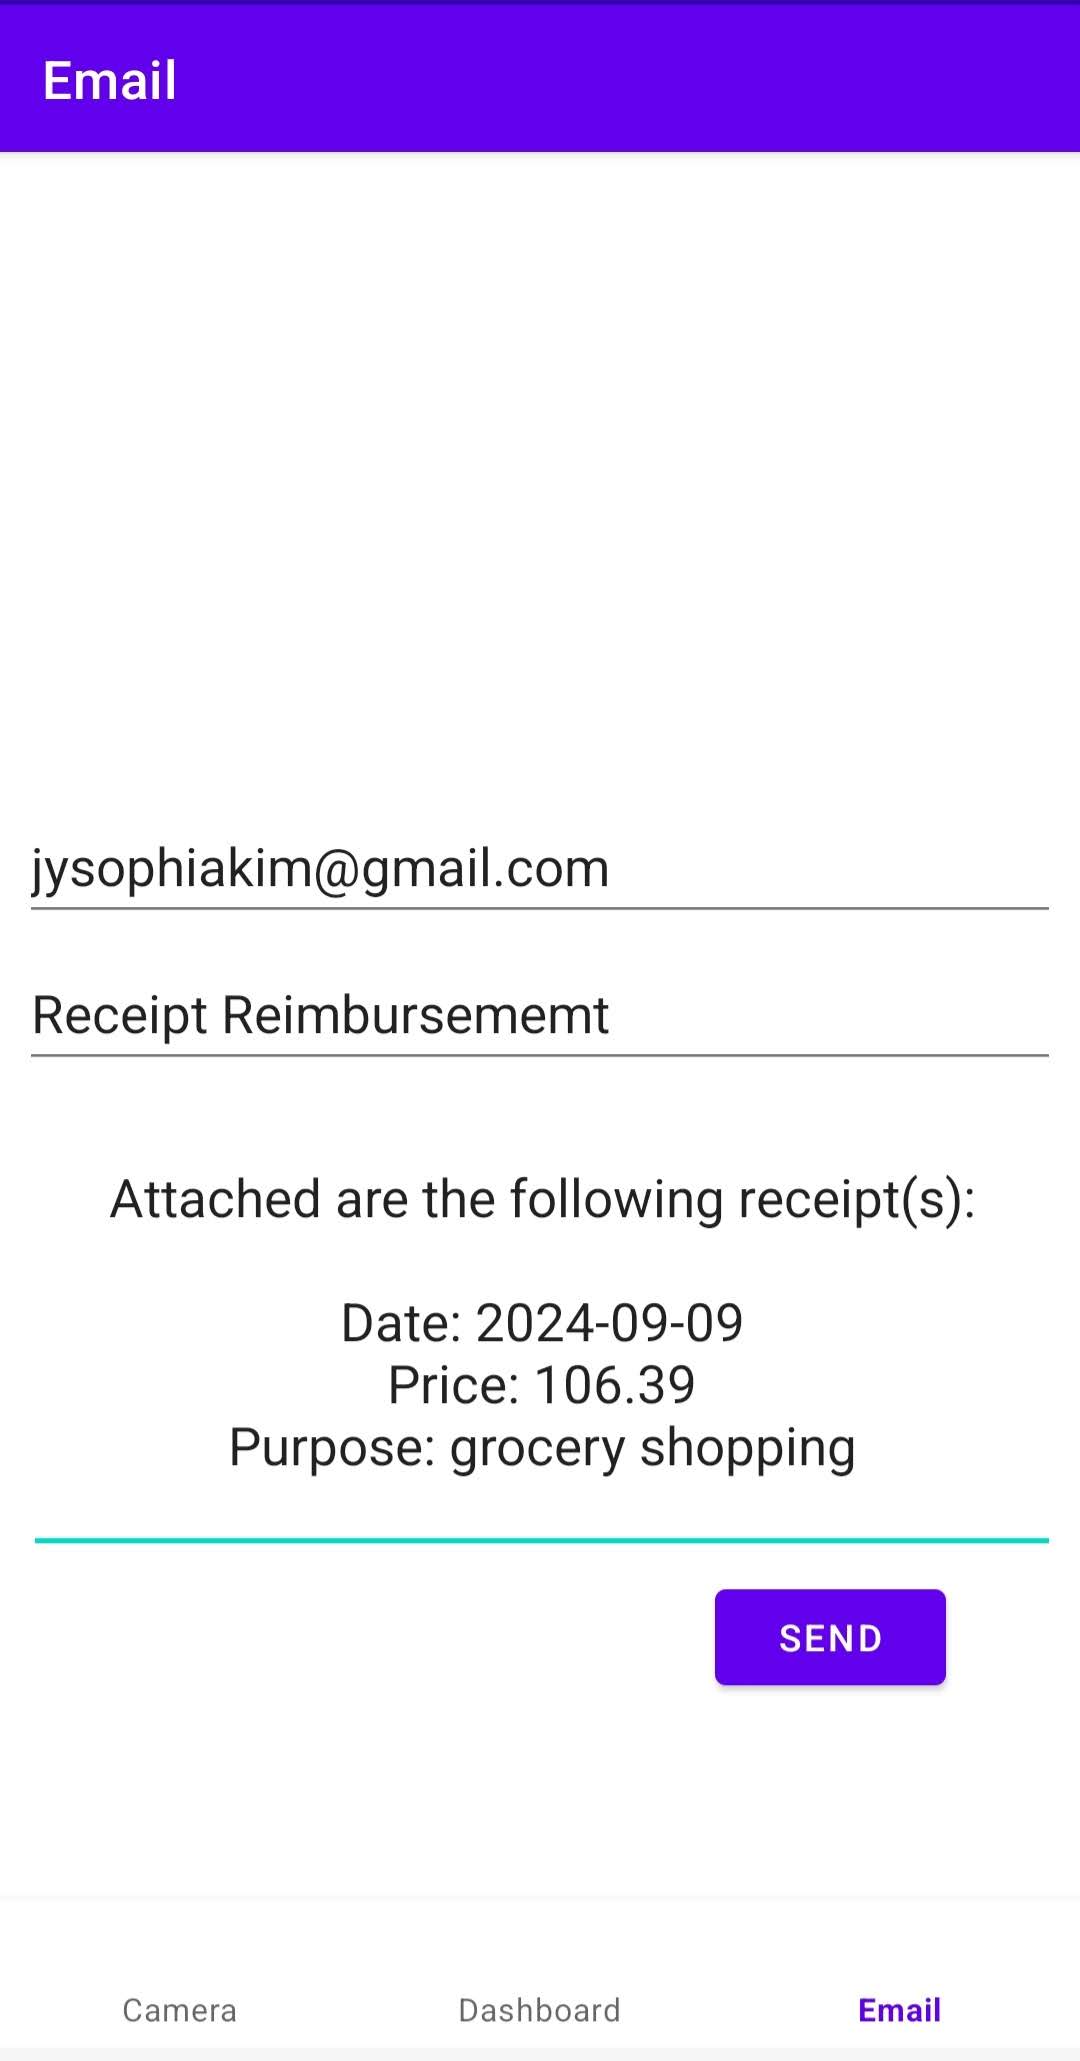 Email
jysophiakim@gmail.com
Receipt Reimbursememt
Attached are the following receipt(s):
Date: 2024-09-09
Price: 106.39
Purpose: grocery shopping
SEND
Camera Dashboard Email